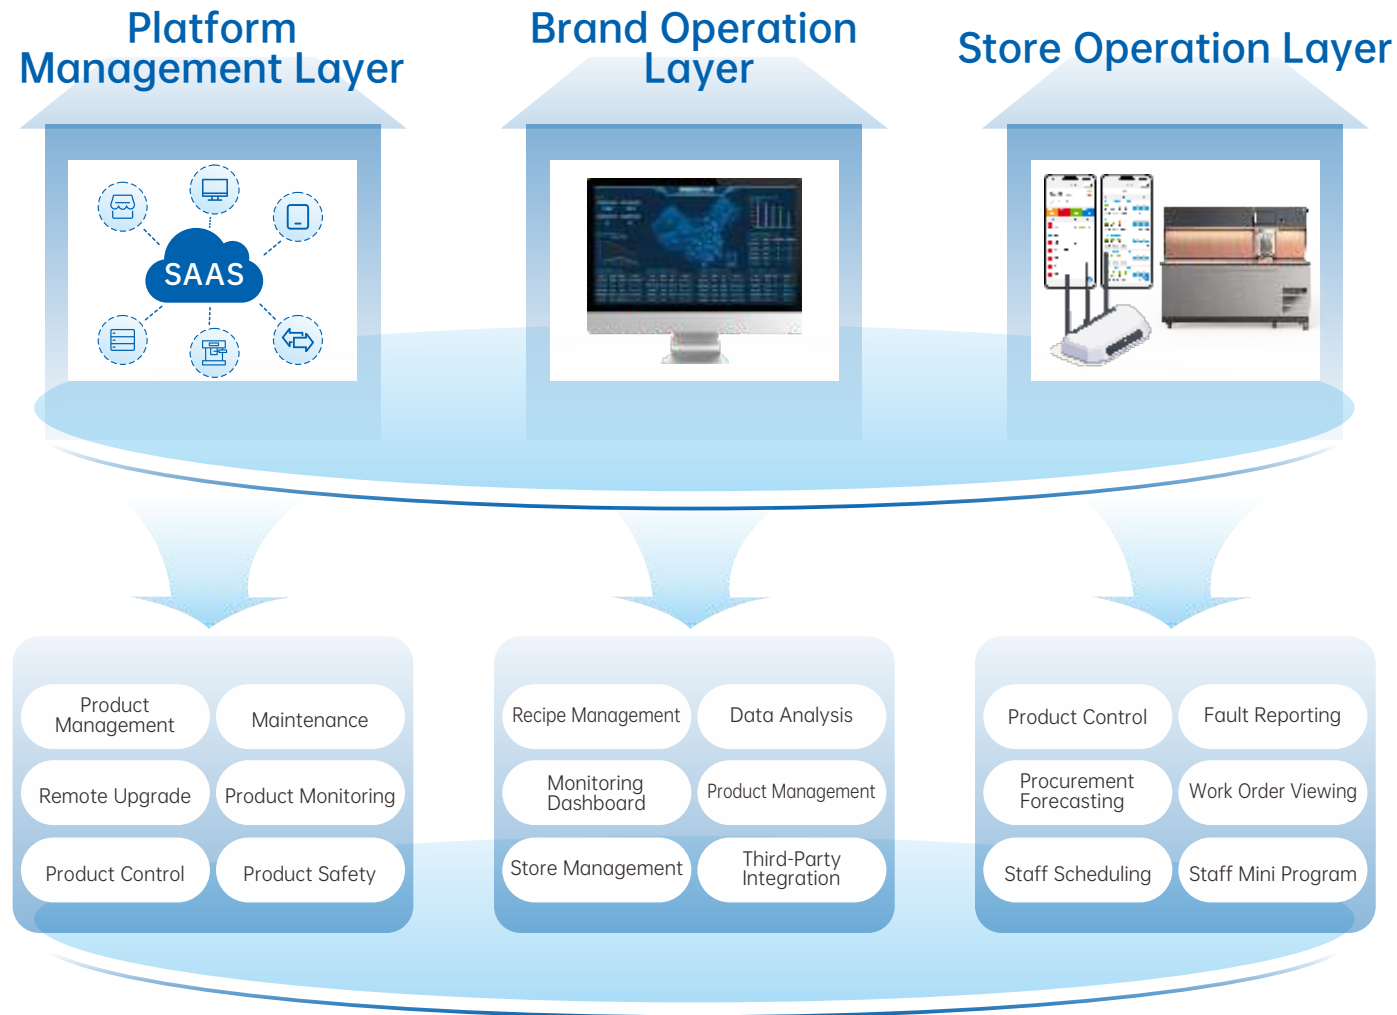 Platform
Management Layer
Brand Operation
Layer
Store Operation Layer
SAAS
Product
Management
Maintenance
Remote Upgrade
Product Monitoring
Product Control
Product Safety
Recipe Management
Data Analysis
Monitoring
Dashboard
Product Management
Store Management
Third-Party
Integration
Product Control
Fault Reporting
Procurement
Forecasting
Work Order Viewing
Staff Scheduling
Staff Mini Program